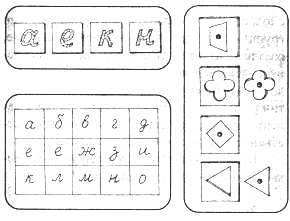 а е к н
а б в г д
е ё ж з и
к л м н о